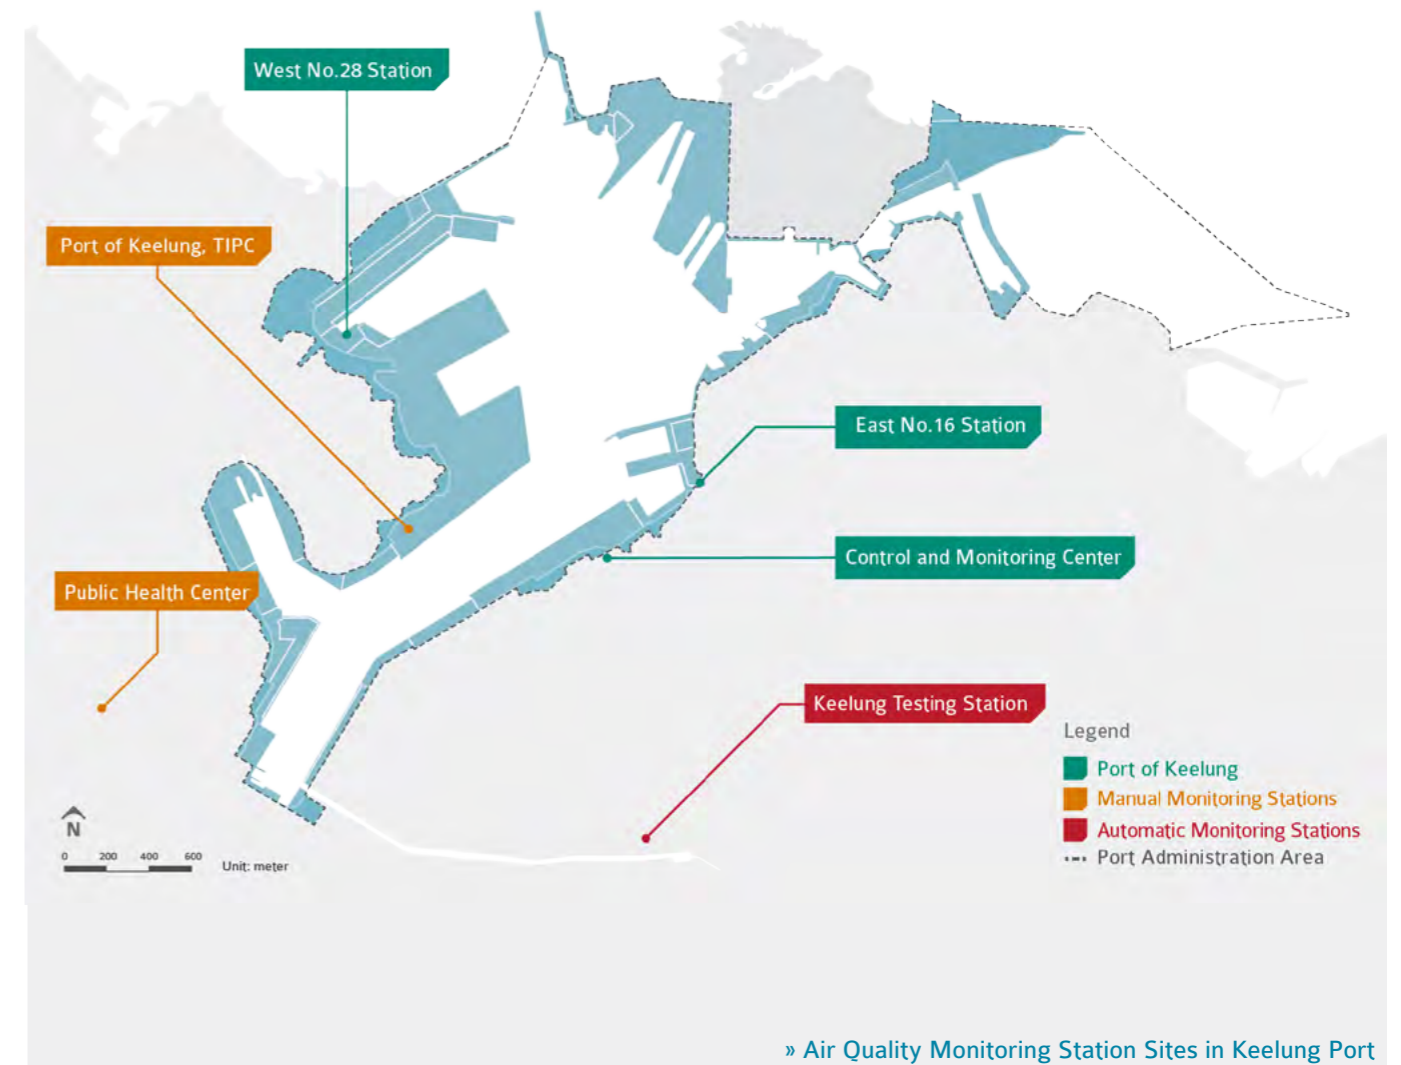 West No.28 Station
Port of Keelung, TIPC
East No.16 Station
Control and Monitoring Center
Public Health Center
Keelung Testing Station
Legend
Port of Keelung
Manual Monitoring Stations
Automatic Monitoring Stations
Port Administration Area
N
0 200 400 600
Unit: meter
» Air Quality Monitoring Station Sites in Keelung Port